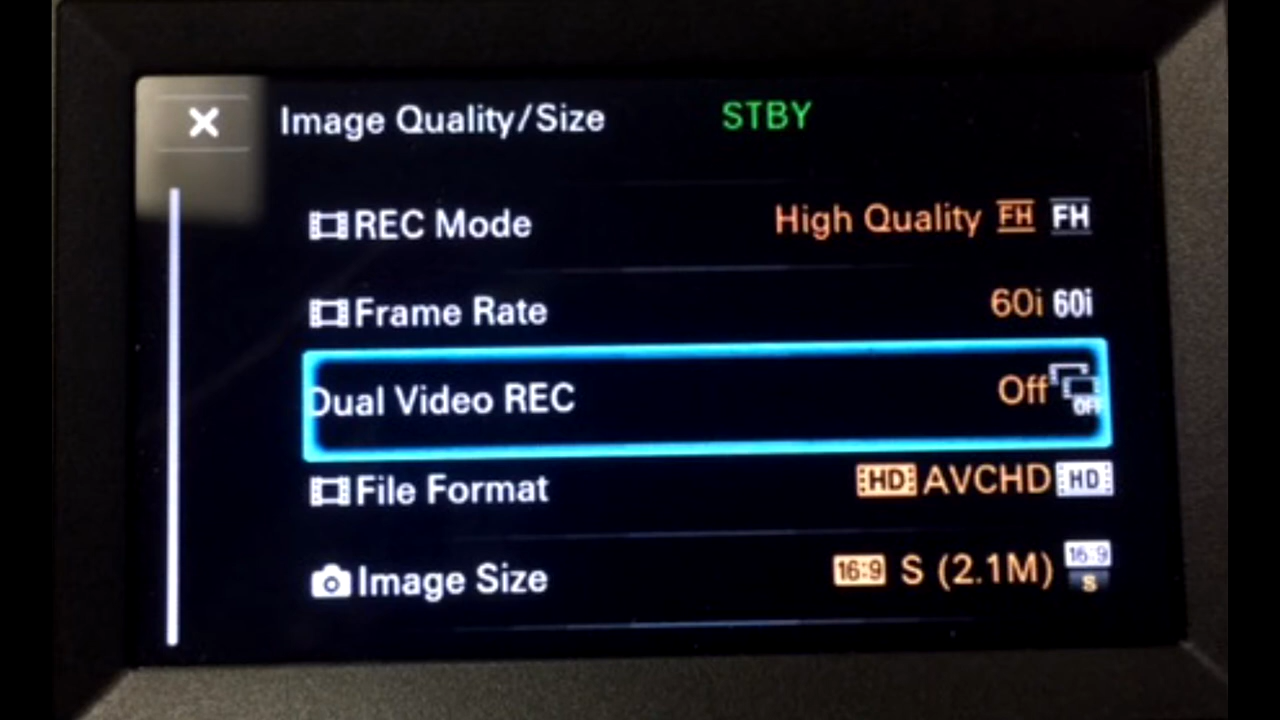 Image Quality/Size STBY
REC Mode High Quality FH FH
Frame Rate 60i 60i
Dual Video REC Off OFF
File Format HD AVCHD HD
Image Size 16:9 S (2.1M) 16:9 S